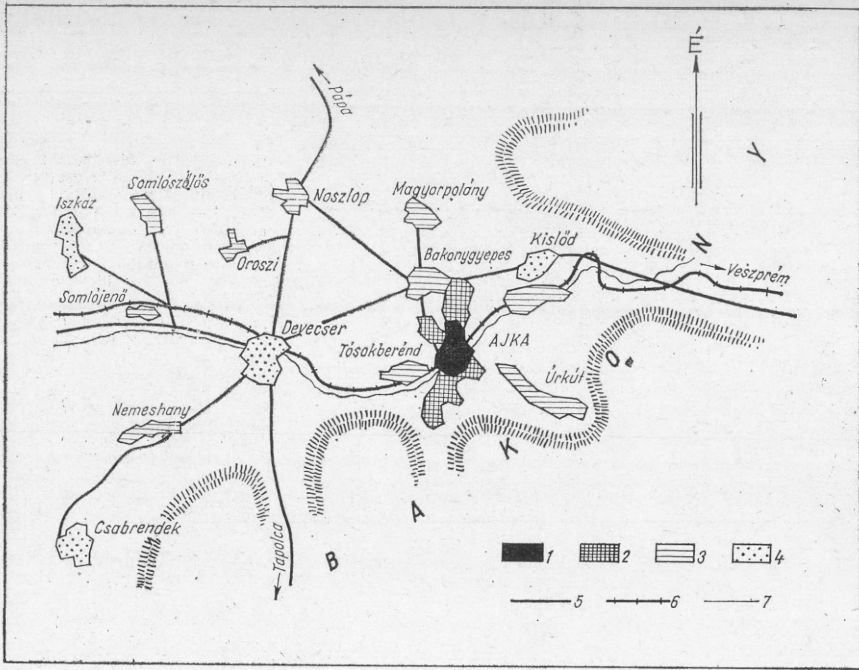 É
Pápa
Y
Somlószőlős
Iszkáz
Noszlop
Magyarpolány
Oroszi
Bakonygyepes
Kislőd
N
Veszprém
Somlójenő
Devecser
AJKA
Tósokberénd
O
Úrkút
Nemeshany
K
A
Csabrendek
B
Tapolca
1 2 3 4
5 6 7